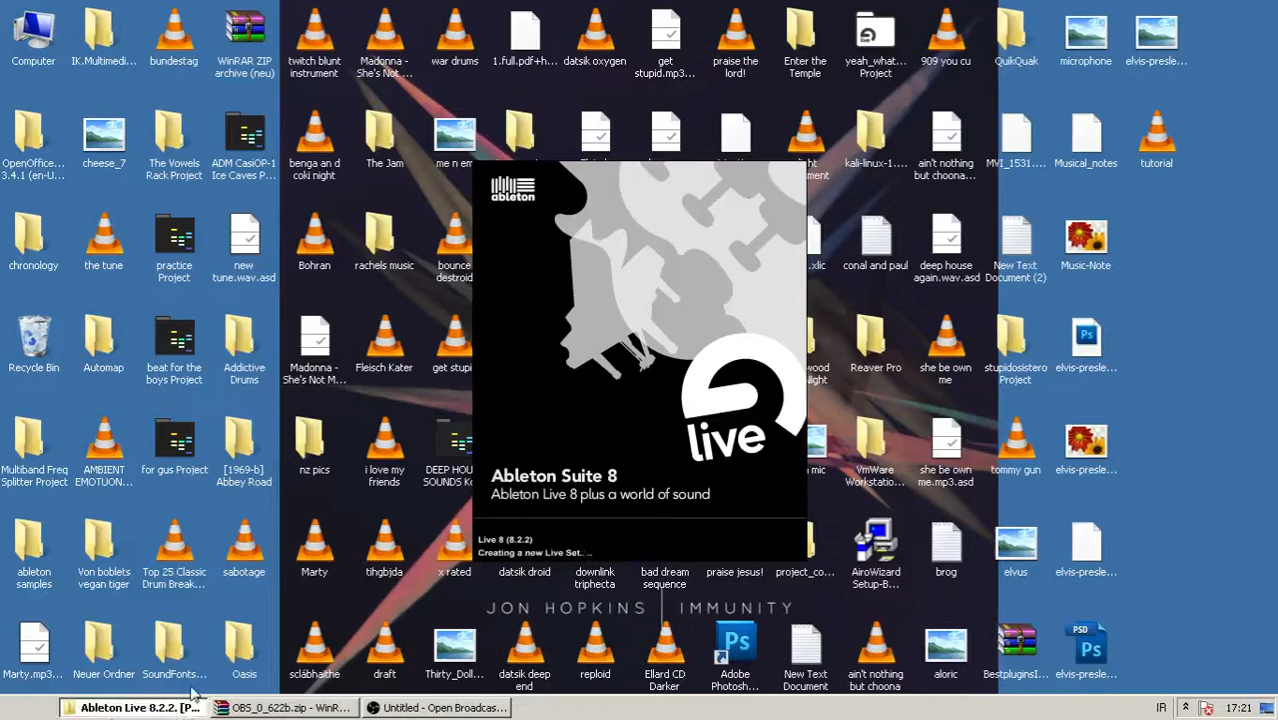 Computer
IK.Multimedi...
bundestag
WinRAR ZIP
archive (neu)
twitch blunt
instrument
Madonna -
She's Not ...
war drums
1.full.pdf+h...
datsik oxygen
get
stupid.mp3...
praise the
lord!
Enter the
Temple
yeah_what...
Project
909 you cu
QuikQuak
microphone
elvis-presle...
OpenOffice...
3.4.1 (en-U...
cheese_7
The Vowels
Rack Project
ADM CasiOP-1
Ice Caves P...
benga an d
coki night
The Jam
me n em
kali-linux-1...
ain't nothing
but choona...
MVI_1531....
Musical_notes
tutorial
chronology
the tune
practice
Project
new
tune.wav.asd
Bohran
rachels music
bounce
destroid
.xlic
conal and paul
deep house
again.wav.asd
New Text
Document (2)
Music-Note
Recycle Bin
Automap
beat for the
boys Project
Addictive
Drums
Madonna -
She's Not M...
Fleisch Kater
get stupi
Reaver Pro
she be own
me
stupidosistero
Project
elvis-presle...
Multiband Freq
Splitter Project
AMBIENT
EMOTUON...
for gus Project
[1969-b]
Abbey Road
nz pics
i love my
friends
DEEP HOU
SOUNDS Ko
mic
VmWare
Workstatio...
she be own
me.mp3.asd
tommy gun
elvis-presle...
ableton
samples
Von boblets
vegan tiger
Top 25 Classic
Drum Break...
sabotage
Marty
tihgbjda
x rated
datsik droid
downlink
triphecta
bad dream
sequence
praise jesus!
project_co...
AiroWizard
Setup-B...
brog
elvus
elvis-presle...
Marty.mp3...
Neuer Ordner
SoundFonts...
Oasis
sclábhaithe
draft
Thirty_Doll...
datsik deep
end
reploid
Ellard CD
Darker
Adobe
Photosh...
New Text
Document
ain't nothing
but choona
aloric
BestpluginsI...
elvis-presle...
Ps
PSD
Ps
Ps
ableton
live
Ableton Suite 8
Ableton Live 8 plus a world of sound
Live 8 (8.2.2)
Creating a new Live Set. . ..
JON HOPKINS | IMMUNITY
Ableton Live 8.2.2. [P...
OBS_0_622b.zip - WinR...
Untitled - Open Broadcas...
IR
17:21